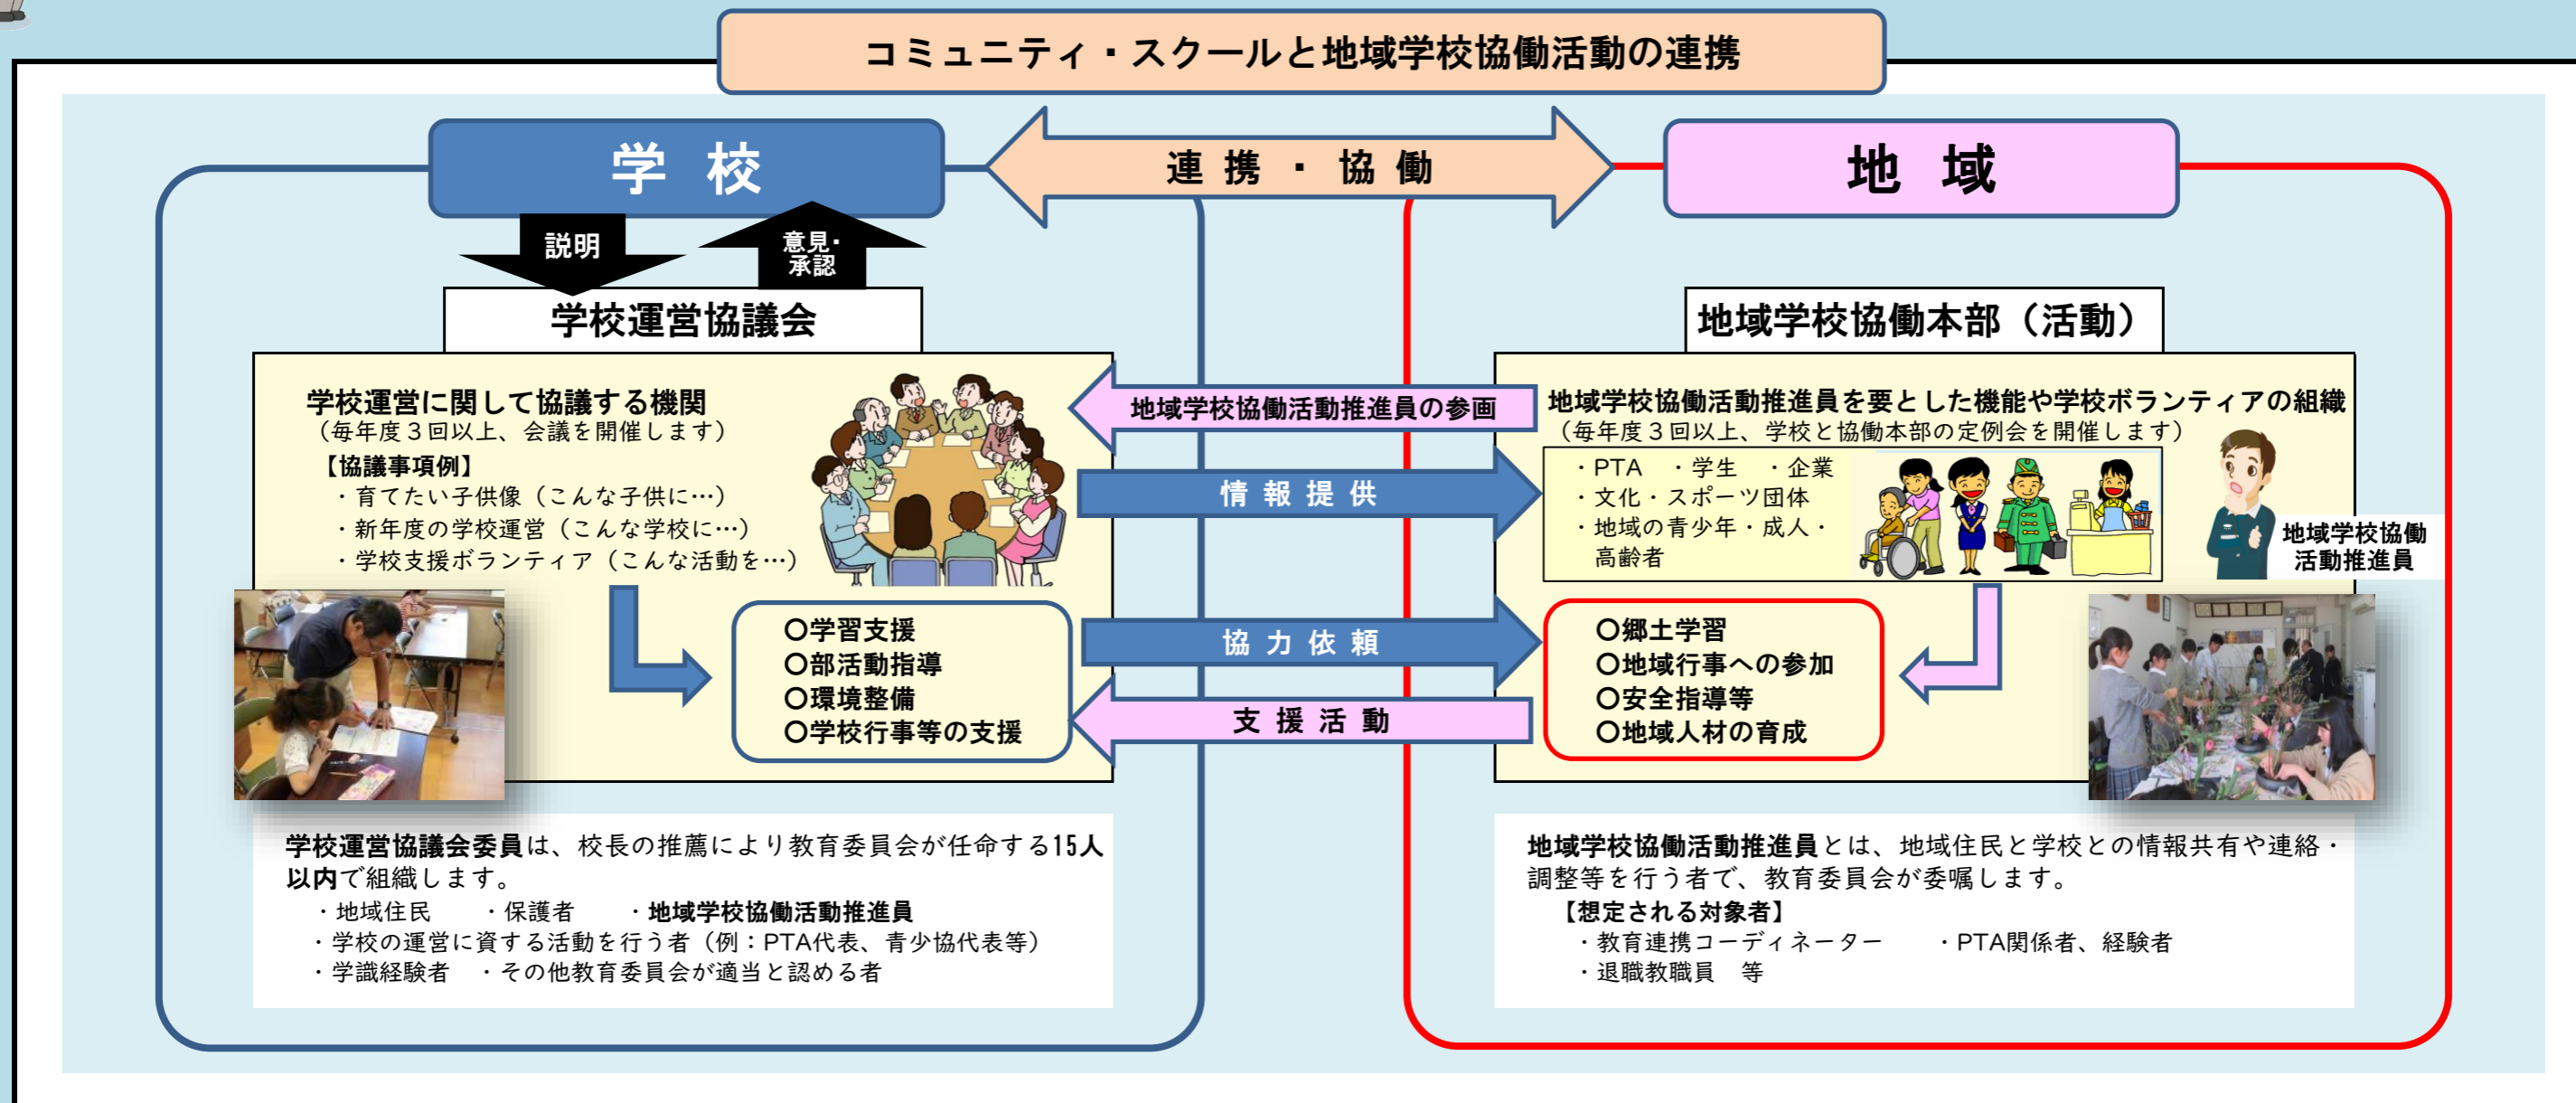 コミュニティ・スクールと地域学校協働活動の連携
学 校
連 携 ・ 協 働
地 域
説明
意見・
承認
学校運営協議会
学校運営に関して協議する機関
（毎年度３回以上、会議を開催します）
【協議事項例】
・育てたい子供像（こんな子供に…）
・新年度の学校運営（こんな学校に…）
・学校支援ボランティア（こんな活動を…）
〇学習支援
〇部活動指導
〇環境整備
〇学校行事等の支援
学校運営協議会委員は、校長の推薦により教育委員会が任命する15人
以内で組織します。
・地域住民　・保護者　・地域学校協働活動推進員
・学校の運営に資する活動を行う者（例：PTA代表、青少協代表等）
・学識経験者　・その他教育委員会が適当と認める者
地域学校協働活動推進員の参画
情 報 提 供
協 力 依 頼
支 援 活 動
地域学校協働本部（活動）
地域学校協働活動推進員を要とした機能や学校ボランティアの組織
（毎年度３回以上、学校と協働本部の定例会を開催します）
・PTA　・学生　・企業
・文化・スポーツ団体
・地域の青少年・成人・
高齢者
地域学校協働
活動推進員
〇郷土学習
〇地域行事への参加
〇安全指導等
〇地域人材の育成
地域学校協働活動推進員とは、地域住民と学校との情報共有や連絡・
調整等を行う者で、教育委員会が委嘱します。
【想定される対象者】
・教育連携コーディネーター　・PTA関係者、経験者
・退職教職員　等